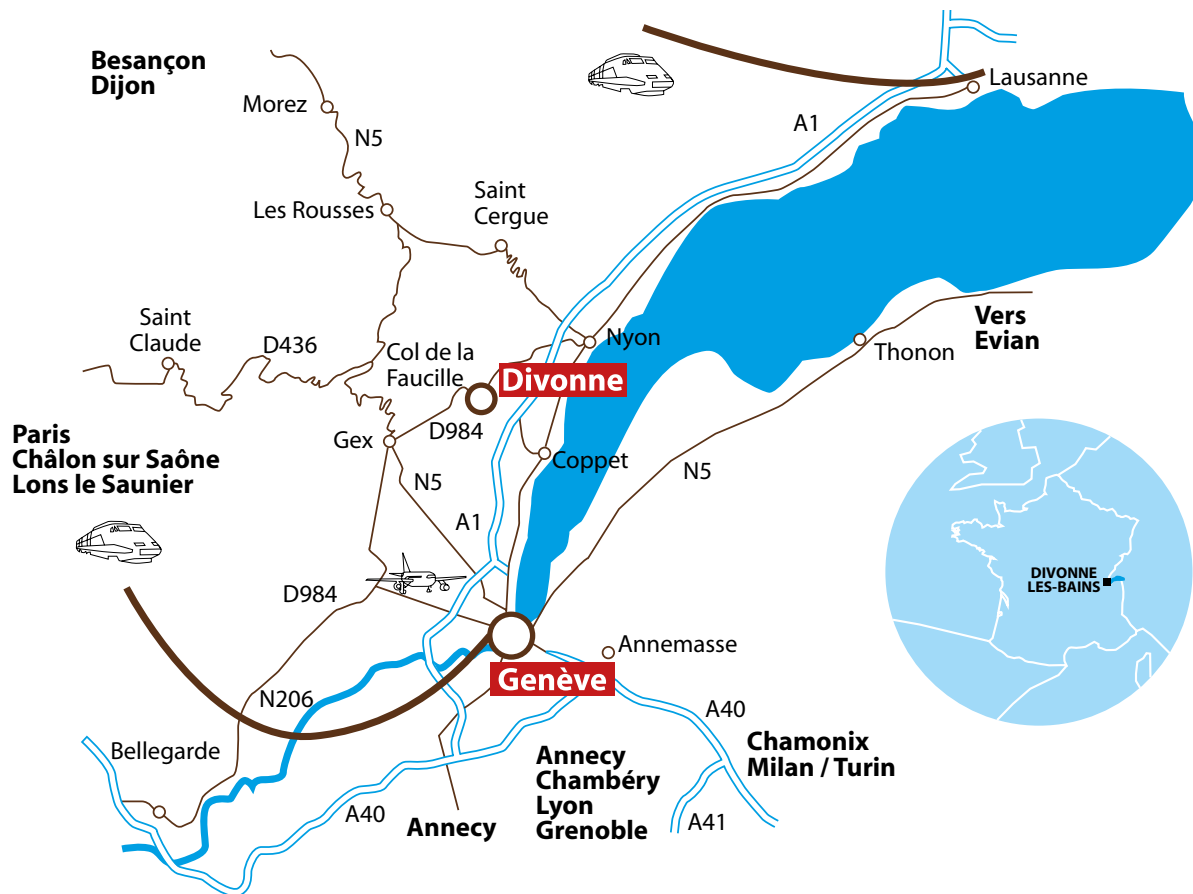 Besançon
Dijon
Morez
N5
Les Rousses
Saint
Cergue
A1
Lausanne
Saint
Claude
D436
Col de la
Faucille
Nyon
Divonne
D984
Gex
Coppet
N5
A1
N5
Thonon
Vers
Evian
Paris
Châlon sur Saône
Lons le Saunier
DIVONNE
LES-BAINS
D984
Annemasse
Genève
N206
Bellegarde
A40
Chamonix
Milan / Turin
Annecy
Chambéry
Lyon
Grenoble
A40
Annecy
A41